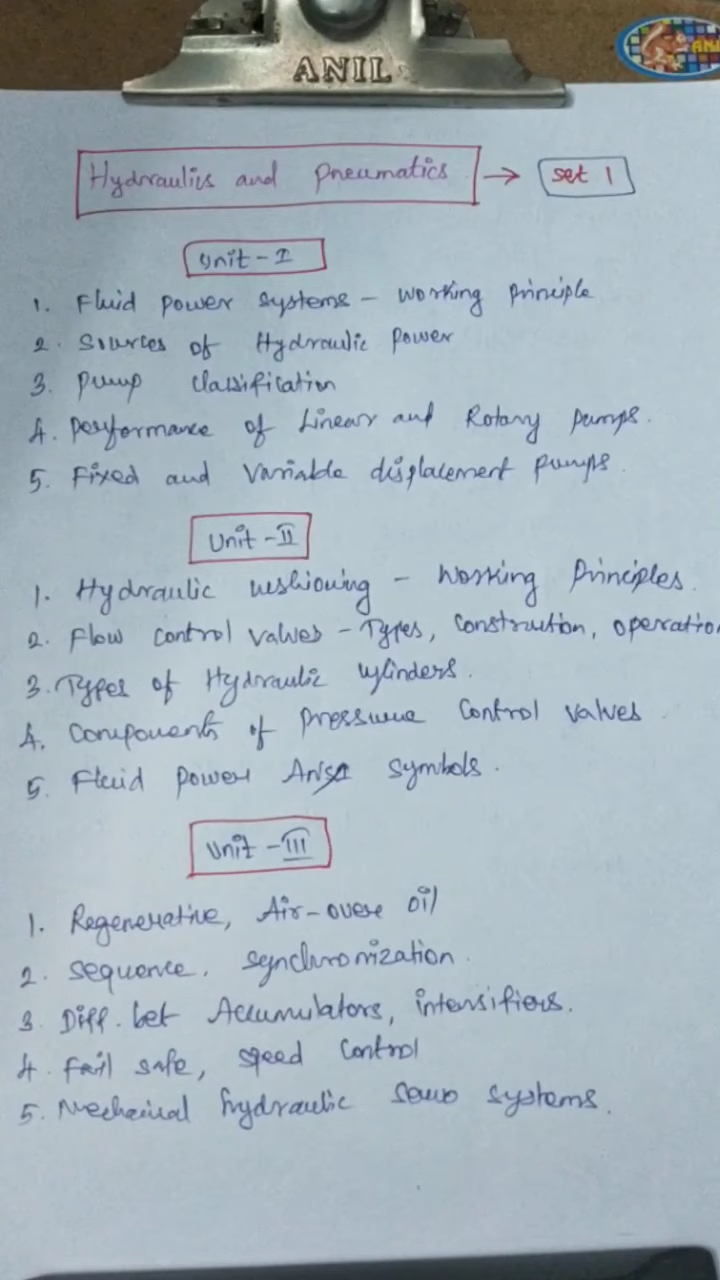 ANIL
ANI
Hydraulics and Pneumatics → Set 1
Unit - I
1. Fluid power systems - working principle
2. Sources of Hydraulic Power
3. Pump classification
4. Performance of Linear and Rotary Pumps.
5. Fixed and Variable displacement pumps.
Unit - II
1. Hydraulic cushioning - Working Principles.
2. Flow control valves - Types, Construction, operation
3. Types of Hydraulic cylinders.
4. Components of Pressure Control valves
5. Fluid power symbols.
Unit - III
1. Regenerative, Air-over oil
2. Sequence, Synchronization.
3. Diff. bet Accumulators, intensifiers.
4. Fail safe, speed control
5. Mechanical hydraulic servo systems.